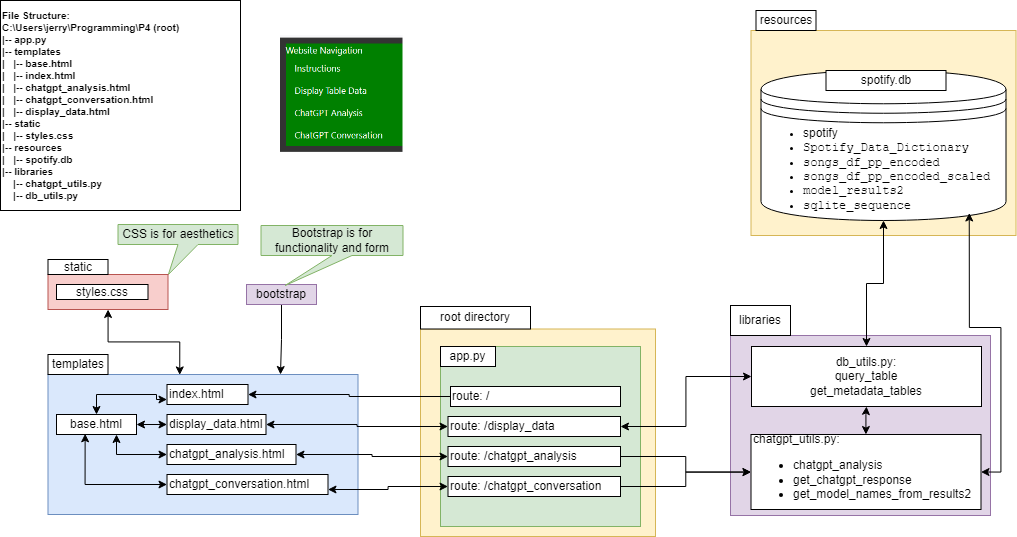 File Structure:
C:\Users\jerry\Programming\P4 (root)
|-- app.py
|-- templates
|   |-- base.html
|   |-- index.html
|   |-- chatgpt_analysis.html
|   |-- chatgpt_conversation.html
|   |-- display_data.html
|-- static
|   |-- styles.css
|-- resources
|   |-- spotify.db
|-- libraries
    |-- chatgpt_utils.py
    |-- db_utils.py
Website Navigation
Instructions
Display Table Data
ChatGPT Analysis
ChatGPT Conversation
resources
spotify.db
• spotify
• Spotify_Data_Dictionary
• songs_df_pp_encoded
• songs_df_pp_encoded_scaled
• model_results2
• sqlite_sequence
CSS is for aesthetics
Bootstrap is for
functionality and form
static
styles.css
bootstrap
templates
index.html
base.html
display_data.html
chatgpt_analysis.html
chatgpt_conversation.html
root directory
app.py
route: /
route: /display_data
route: /chatgpt_analysis
route: /chatgpt_conversation
libraries
db_utils.py:
query_table
get_metadata_tables
chatgpt_utils.py:
• chatgpt_analysis
• get_chatgpt_response
• get_model_names_from_results2